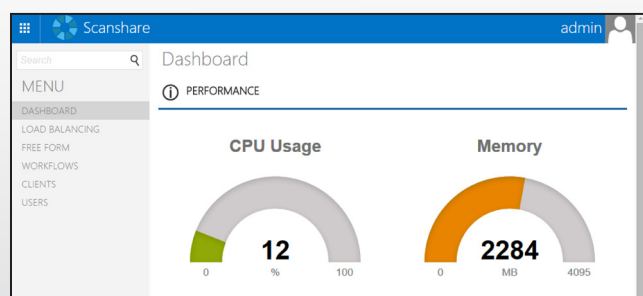 Scanshare
admin
Search
MENU
DASHBOARD
LOAD BALANCING
FREE FORM
WORKFLOWS
CLIENTS
USERS
Dashboard
PERFORMANCE
CPU Usage
12
0 % 100
Memory
2284
0 MB 4095